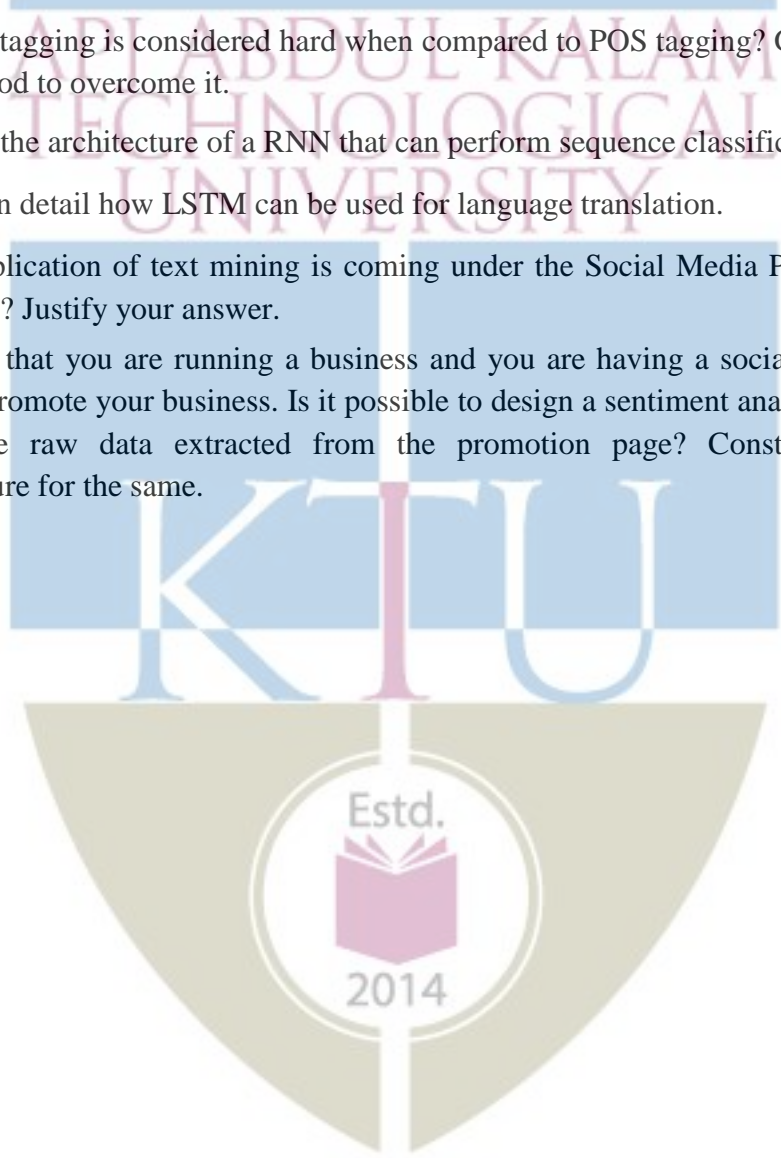 API ABDUL KALAM
tagging is considered hard when compared to POS tagging?
od to overcome it.
TECHNOLOGICAL
the architecture of a RNN that can perform sequence classific
UNIVERSITY
n detail how LSTM can be used for language translation.
plication of text mining is coming under the Social Media P
? Justify your answer.
that you are running a business and you are having a socia
romote your business. Is it possible to design a sentiment ana
e raw data extracted from the promotion page? Const
ure for the same.
KTU
Estd.
2014